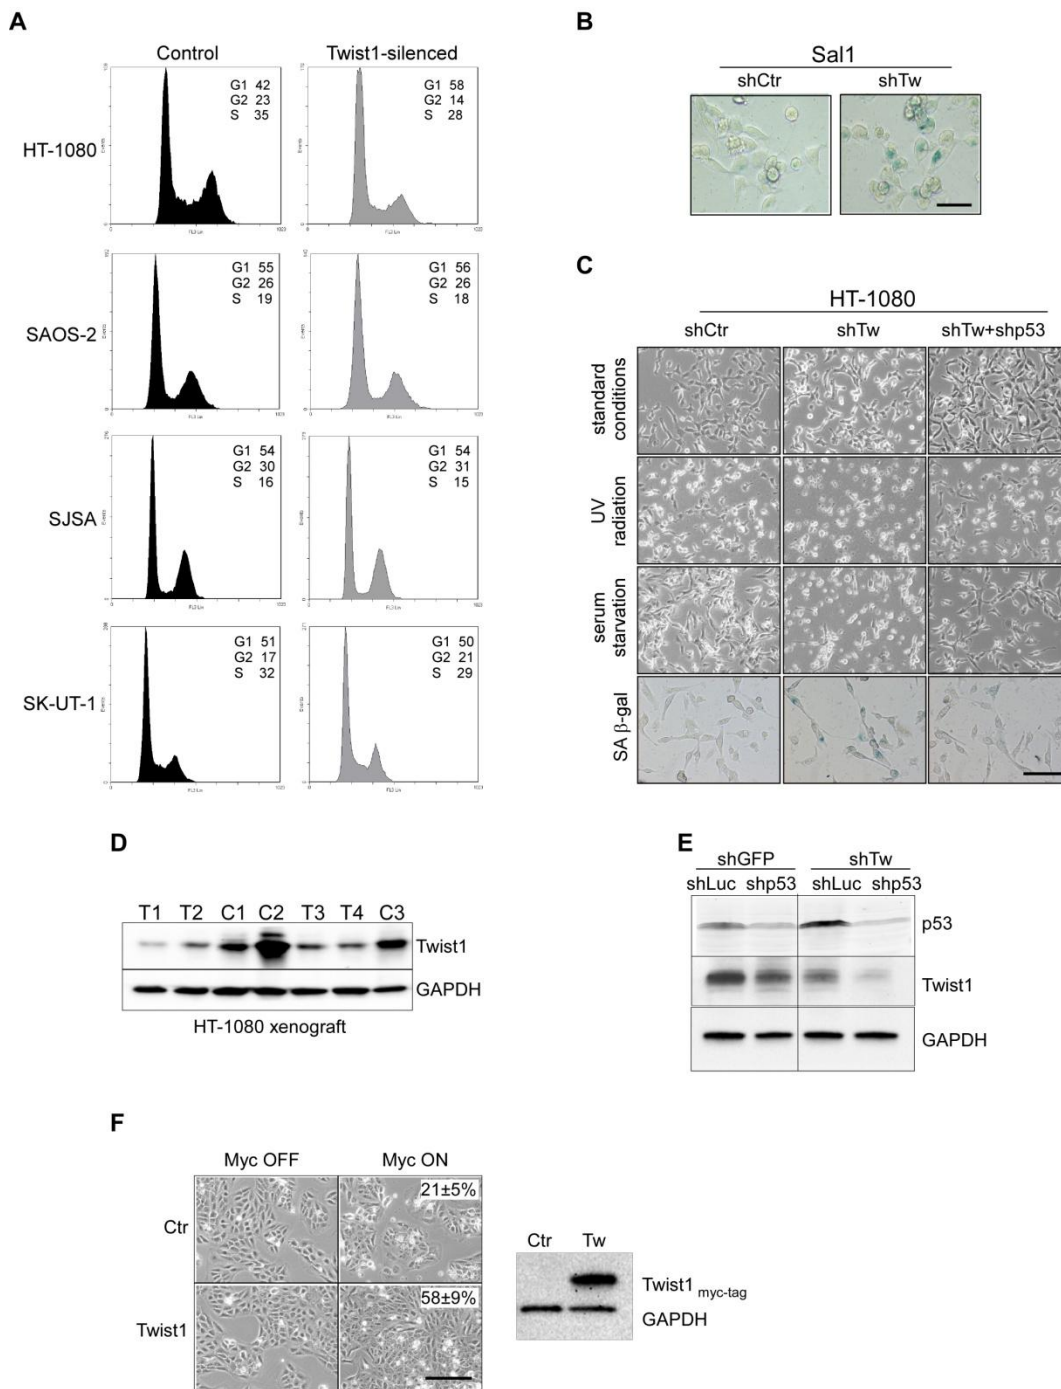 A
Control
Twist1-silenced
HT-1080
G1 42
G2 23
S 35
G1 58
G2 14
S 28
SAOS-2
G1 55
G2 26
S 19
G1 56
G2 26
S 18
SJSA
G1 54
G2 30
S 16
G1 54
G2 31
S 15
SK-UT-1
G1 51
G2 17
S 32
G1 50
G2 21
S 29
B
Sal1
shCtr shTw
C
HT-1080
shCtr shTw shTw+shp53
standard
conditions
UV
radiation
serum
starvation
SA β-gal
D
T1 T2 C1 C2 T3 T4 C3
Twist1
GAPDH
HT-1080 xenograft
E
shGFP shTw
shLuc shp53 shLuc shp53
p53
Twist1
GAPDH
F
Myc OFF Myc ON
Ctr
21±5%
Twist1
58±9%
Ctr Tw
Twist1 myc-tag
GAPDH